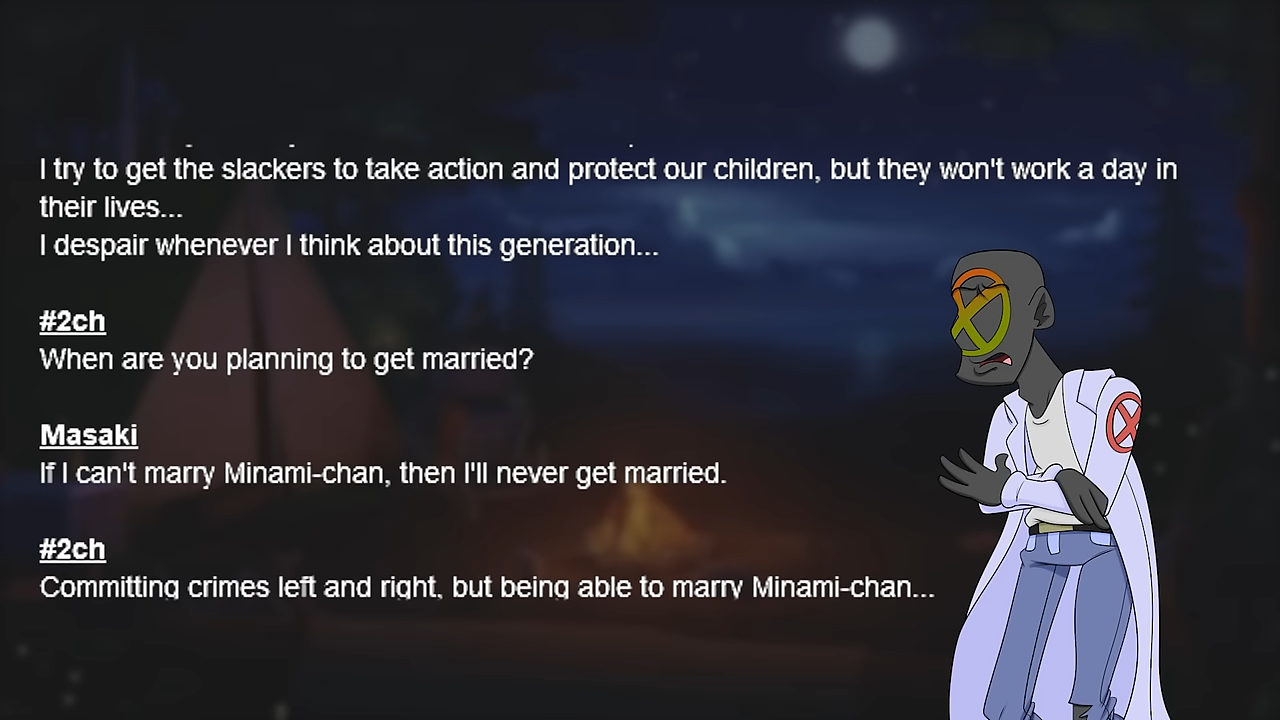 I try to get the slackers to take action and protect our children, but they won't work a day in
their lives...
I despair whenever I think about this generation...
#2ch
When are you planning to get married?
Masaki
If I can't marry Minami-chan, then I'll never get married.
#2ch
Committing crimes left and right, but being able to marry Minami-chan...